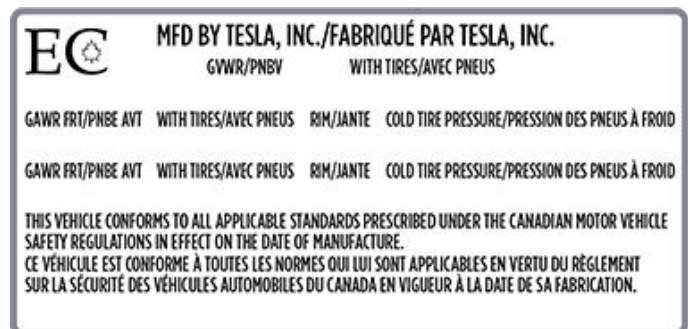 EC
MFD BY TESLA, INC./FABRIQUÉ PAR TESLA, INC.
GVWR/PNBV WITH TIRES/AVEC PNEUS
GAWR FRT/PNBE AVT WITH TIRES/AVEC PNEUS RIM/JANTE COLD TIRE PRESSURE/PRESSION DES PNEUS À FROID
GAWR FRT/PNBE AVT WITH TIRES/AVEC PNEUS RIM/JANTE COLD TIRE PRESSURE/PRESSION DES PNEUS À FROID
THIS VEHICLE CONFORMS TO ALL APPLICABLE STANDARDS PRESCRIBED UNDER THE CANADIAN MOTOR VEHICLE
SAFETY REGULATIONS IN EFFECT ON THE DATE OF MANUFACTURE.
CE VÉHICULE EST CONFORME À TOUTES LES NORMES QUI LUI SONT APPLICABLES EN VERTU DU RÈGLEMENT
SUR LA SÉCURITÉ DES VÉHICULES AUTOMOBILES DU CANADA EN VIGUEUR À LA DATE DE SA FABRICATION.